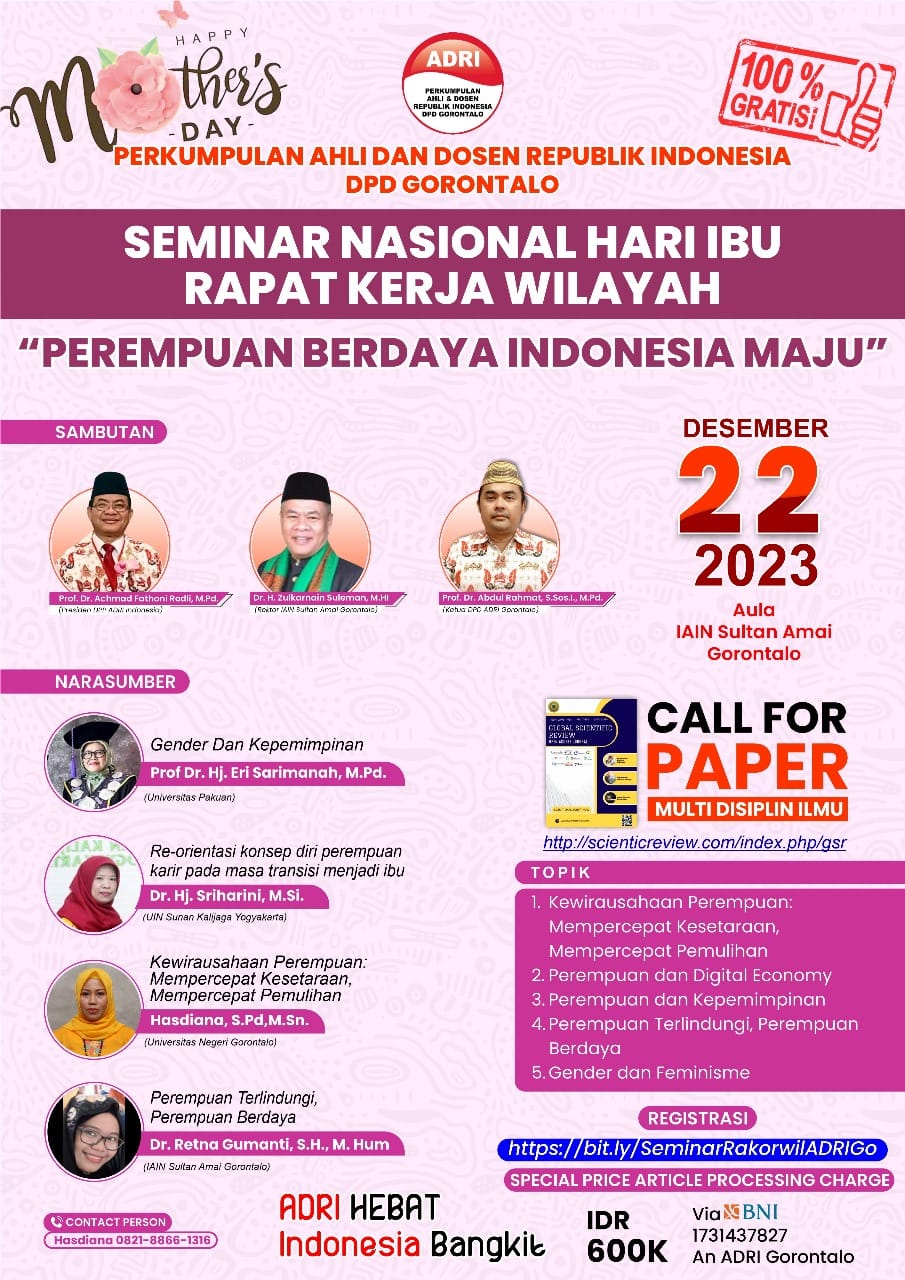 HAPPY
Mother's
-DAY-
ADRI
PERKUMPULAN
AHLI & DOSEN
REPUBLIK INDONESIA
DPD GORONTALO
100 %
GRATIS!
PERKUMPULAN AHLI DAN DOSEN REPUBLIK INDONESIA
DPD GORONTALO
SEMINAR NASIONAL HARI IBU
RAPAT KERJA WILAYAH
“PEREMPUAN BERDAYA INDONESIA MAJU”
SAMBUTAN
Prof. Dr. Achmad Fathoni Rodli, M.Pd.
(Presiden DPP ADRI Indonesia)
Dr. H. Zulkarnain Suleman, M.HI
(Rektor IAIN Sultan Amai Gorontalo)
Prof. Dr. Abdul Rahmat, S.Sos.I., M.Pd.
(Ketua DPD ADRI Gorontalo)
DESEMBER
22
2023
Aula
IAIN Sultan Amai
Gorontalo
NARASUMBER
Gender Dan Kepemimpinan
Prof Dr. Hj. Eri Sarimanah, M.Pd.
(Universitas Pakuan)
Re-orientasi konsep diri perempuan
karir pada masa transisi menjadi ibu
Dr. Hj. Sriharini, M.Si.
(UIN Sunan Kalijaga Yogyakarta)
Kewirausahaan Perempuan:
Mempercepat Kesetaraan,
Mempercepat Pemulihan
Hasdiana, S.Pd,M.Sn.
(Universitas Negeri Gorontalo)
Perempuan Terlindungi,
Perempuan Berdaya
Dr. Retna Gumanti, S.H., M. Hum
(IAIN Sultan Amai Gorontalo)
GLOBAL SCIENTIFIC
REVIEW
CALL FOR
PAPER
MULTI DISIPLIN ILMU
http://scienticreview.com/index.php/gsr
TOPIK
1. Kewirausahaan Perempuan:
Mempercepat Kesetaraan,
Mempercepat Pemulihan
2. Perempuan dan Digital Economy
3. Perempuan dan Kepemimpinan
4. Perempuan Terlindungi, Perempuan
Berdaya
5. Gender dan Feminisme
REGISTRASI
https://bit.ly/SeminarRakorwilADRIGo
SPECIAL PRICE ARTICLE PROCESSING CHARGE
IDR
600K
Via BNI
1731437827
An ADRI Gorontalo
ADRI HEBAT
Indonesia Bangkit
CONTACT PERSON
Hasdiana 0821-8866-1316